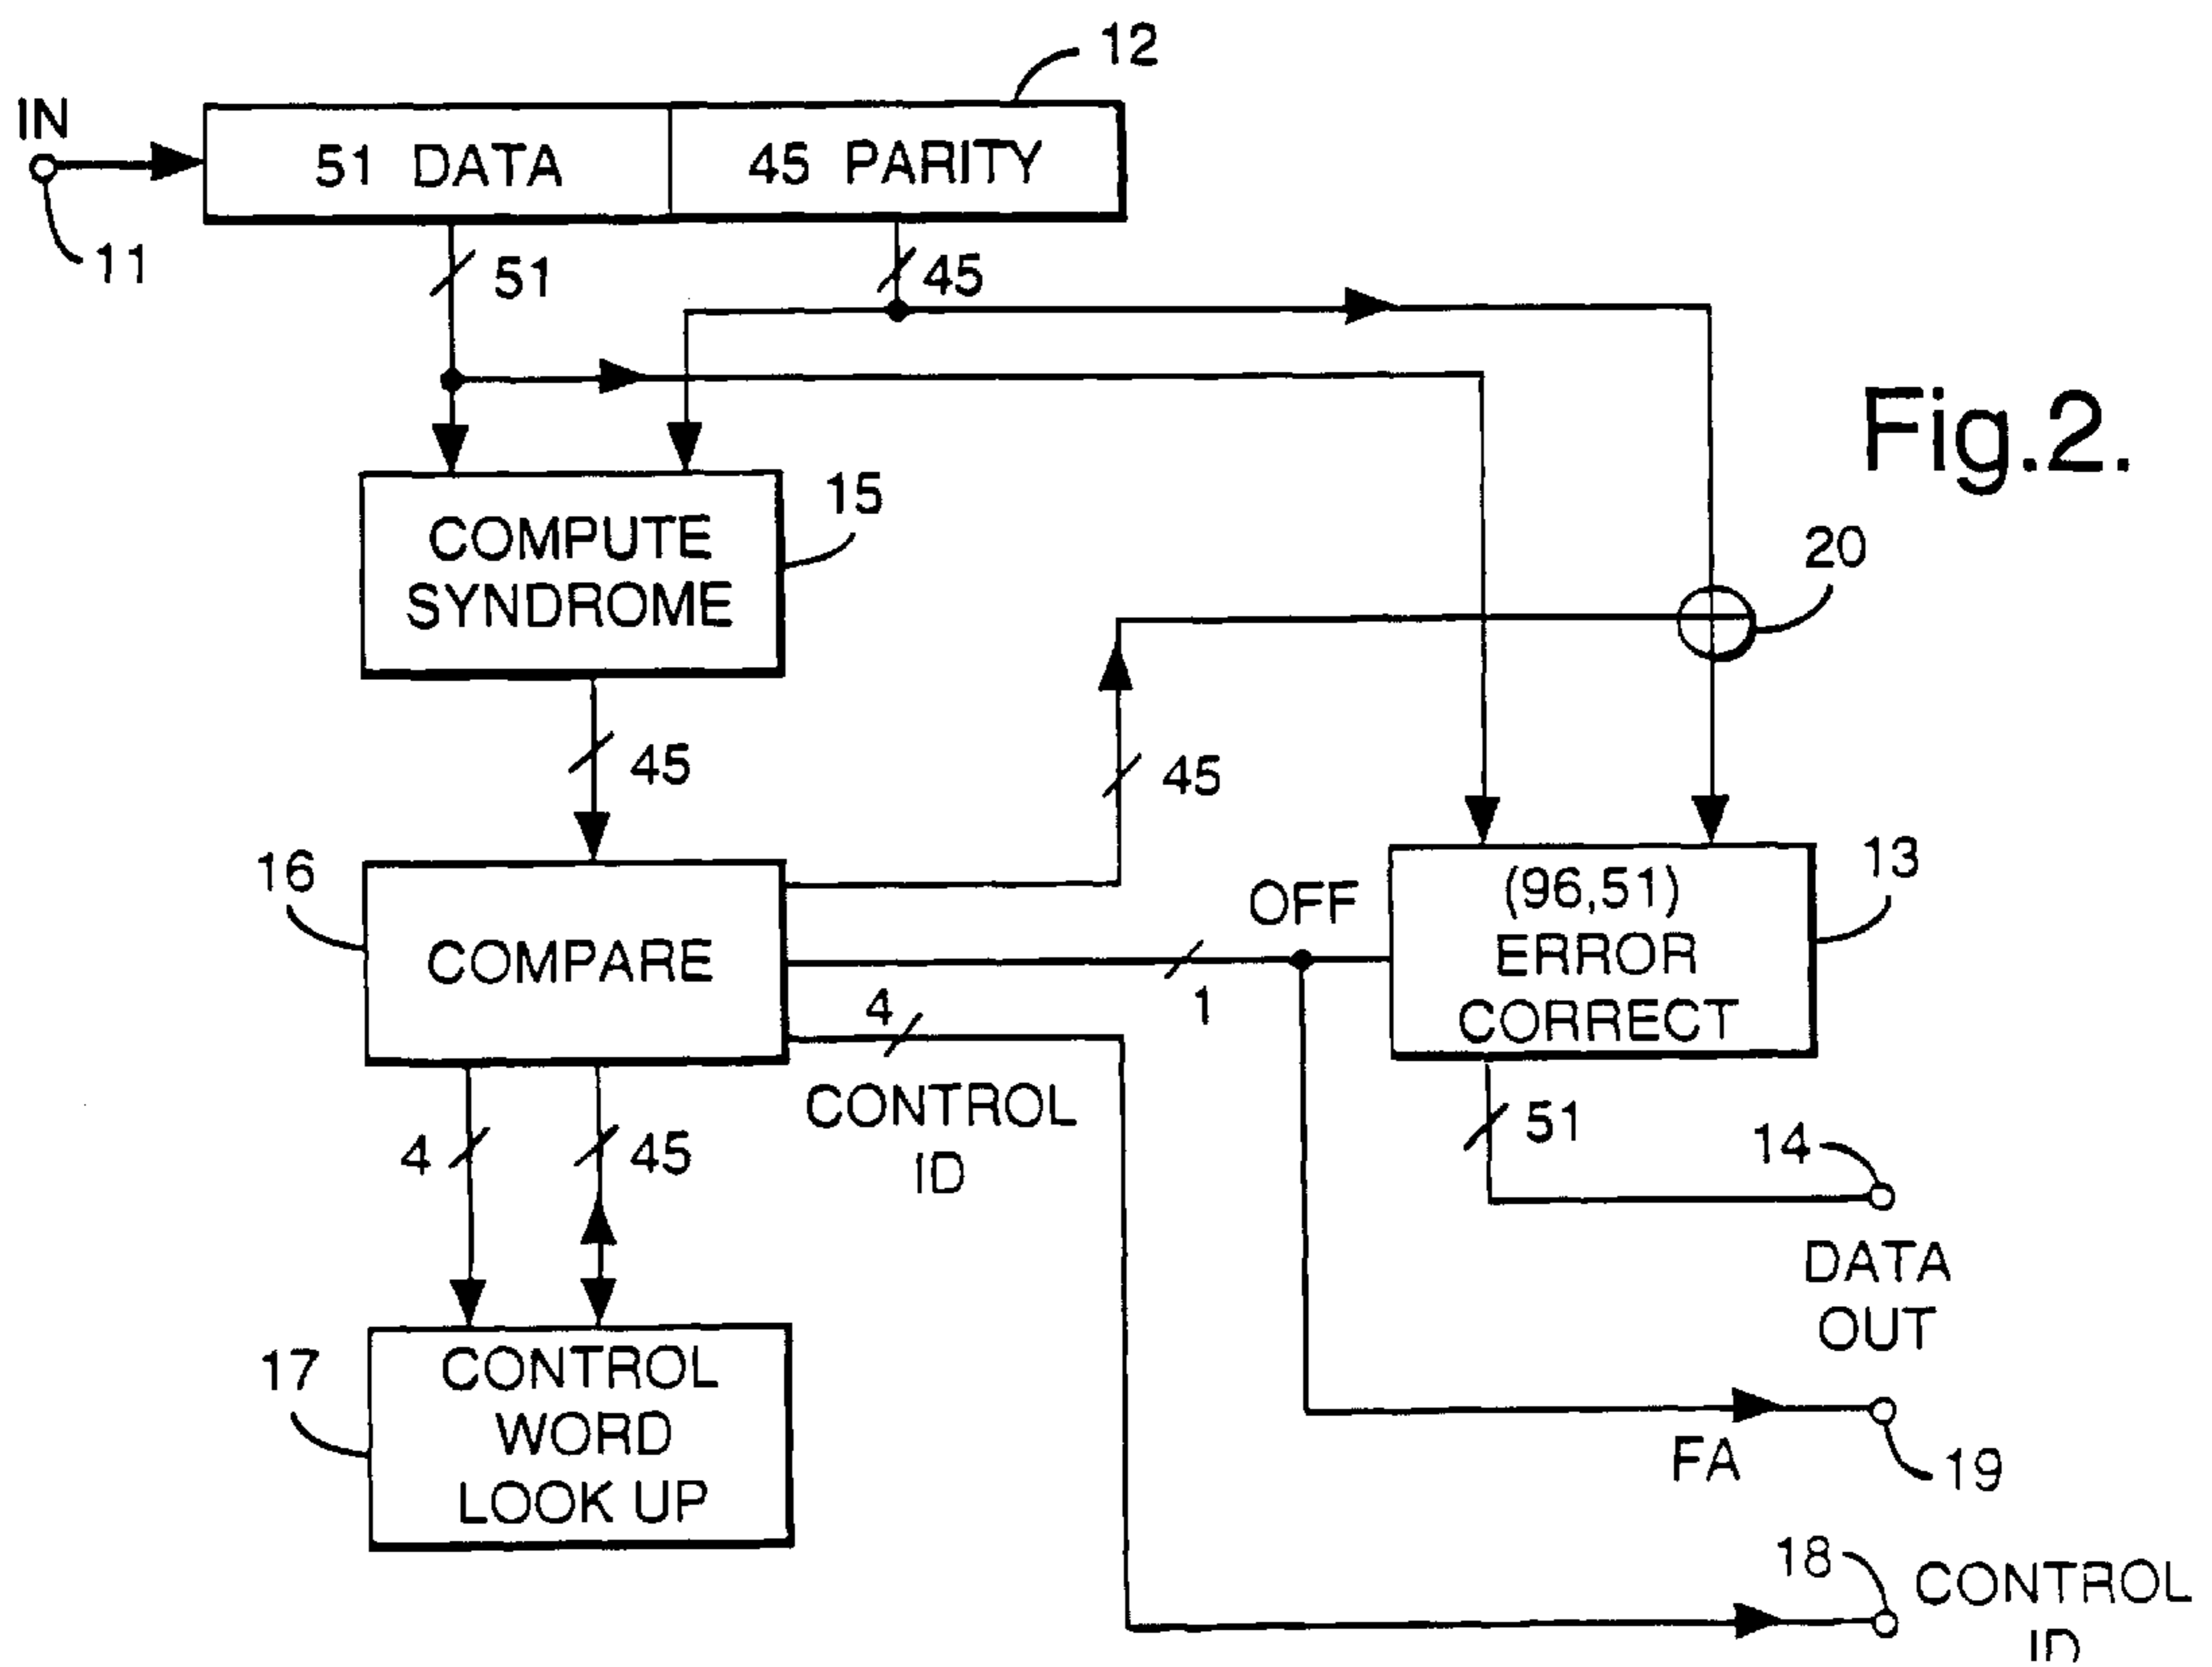 12
IN
51 DATA
45 PARITY
11
51
45
Fig.2.
15
COMPUTE
SYNDROME
20
45
45
16
13
OFF
(96,51)
ERROR
CORRECT
COMPARE
4
1
CONTROL
ID
4
45
51
14
DATA
OUT
17
CONTROL
WORD
LOOK UP
FA
19
18
CONTROL
ID